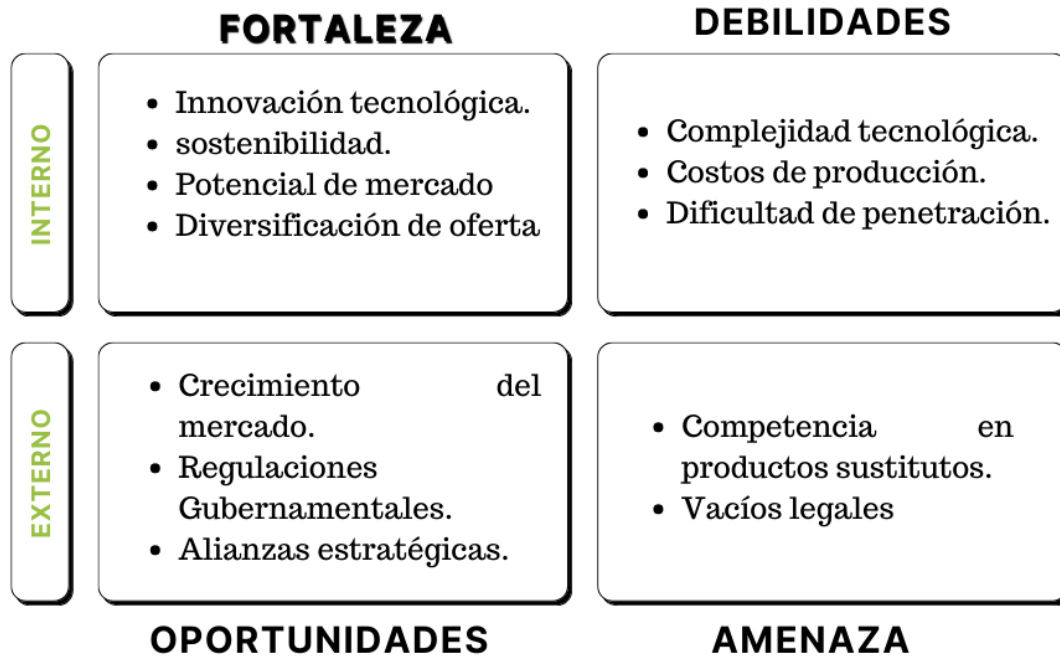 FORTALEZA
DEBILIDADES
INTERNO
• Innovación tecnológica.
• sostenibilidad.
• Potencial de mercado
• Diversificación de oferta
• Complejidad tecnológica.
• Costos de producción.
• Dificultad de penetración.
EXTERNO
• Crecimiento del
mercado.
• Regulaciones
Gubernamentales.
• Alianzas estratégicas.
• Competencia en
productos sustitutos.
• Vacíos legales
OPORTUNIDADES
AMENAZA